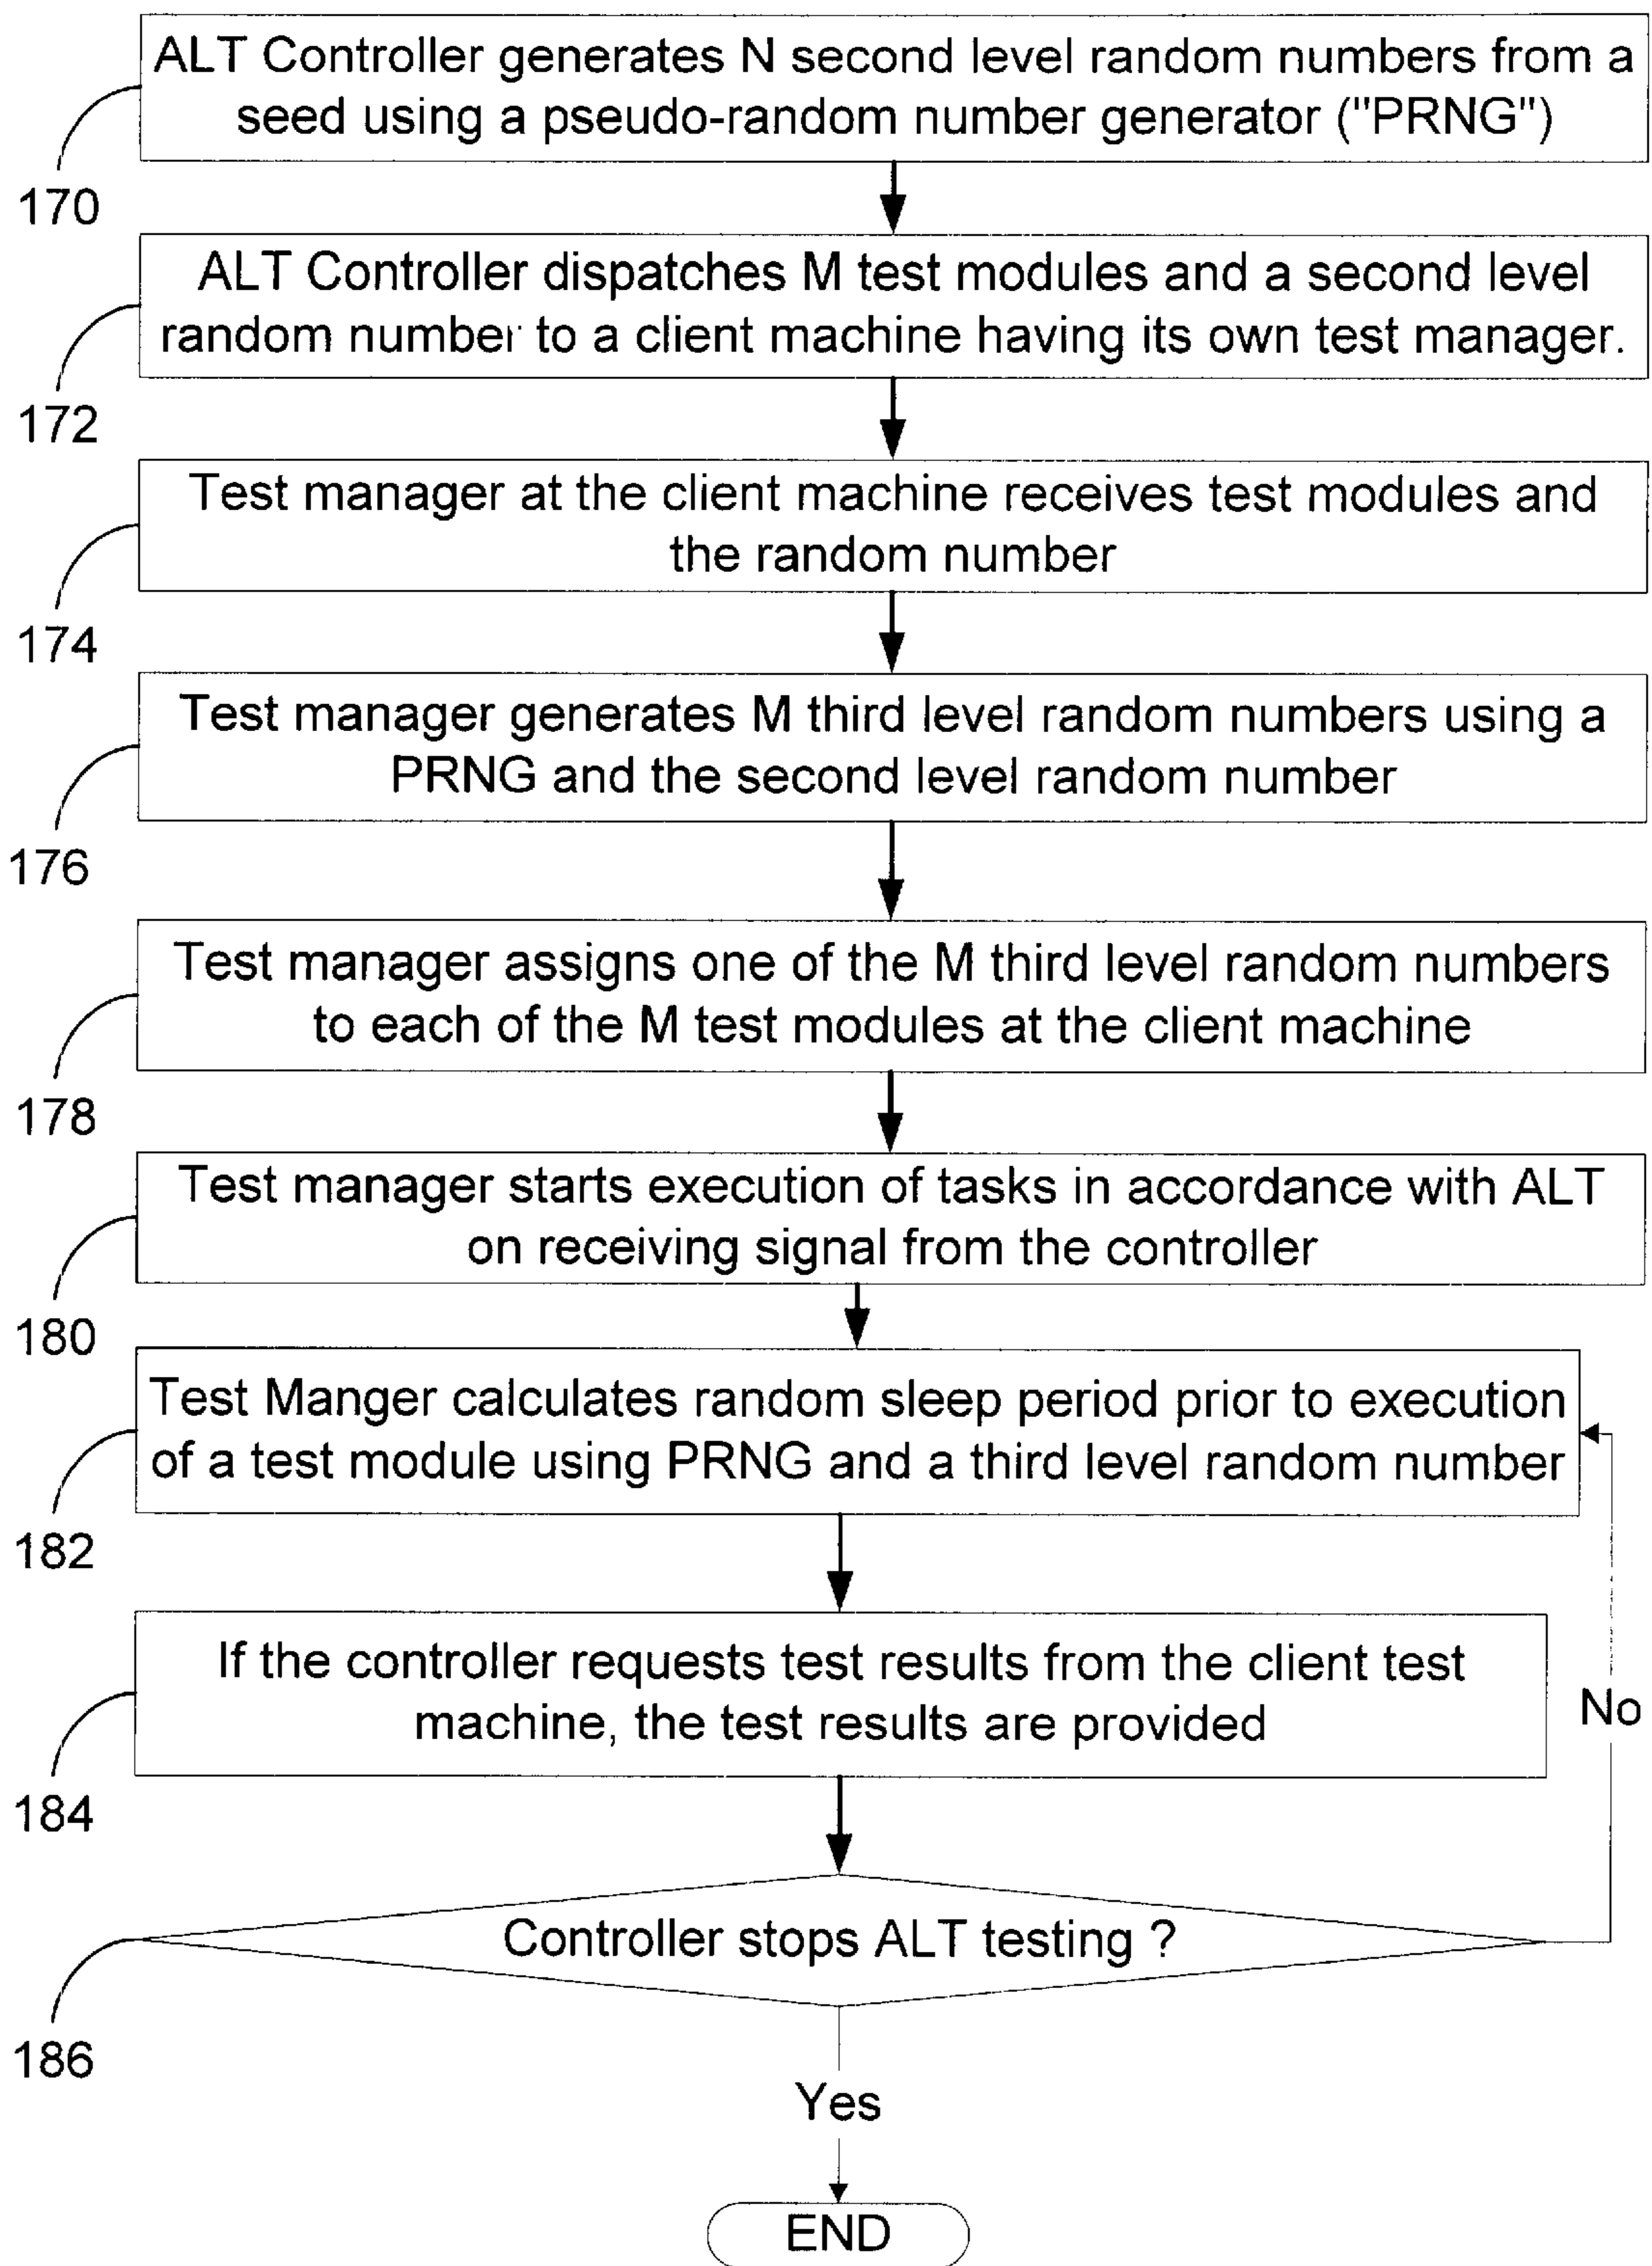 ALT Controller generates N second level random numbers from a
seed using a pseudo-random number generator ("PRNG")
170
ALT Controller dispatches M test modules and a second level
random number to a client machine having its own test manager.
172
Test manager at the client machine receives test modules and
the random number
174
Test manager generates M third level random numbers using a
PRNG and the second level random number
176
Test manager assigns one of the M third level random numbers
to each of the M test modules at the client machine
178
Test manager starts execution of tasks in accordance with ALT
on receiving signal from the controller
180
Test Manger calculates random sleep period prior to execution
of a test module using PRNG and a third level random number
182
If the controller requests test results from the client test
machine, the test results are provided
No
184
Controller stops ALT testing ?
186
Yes
END